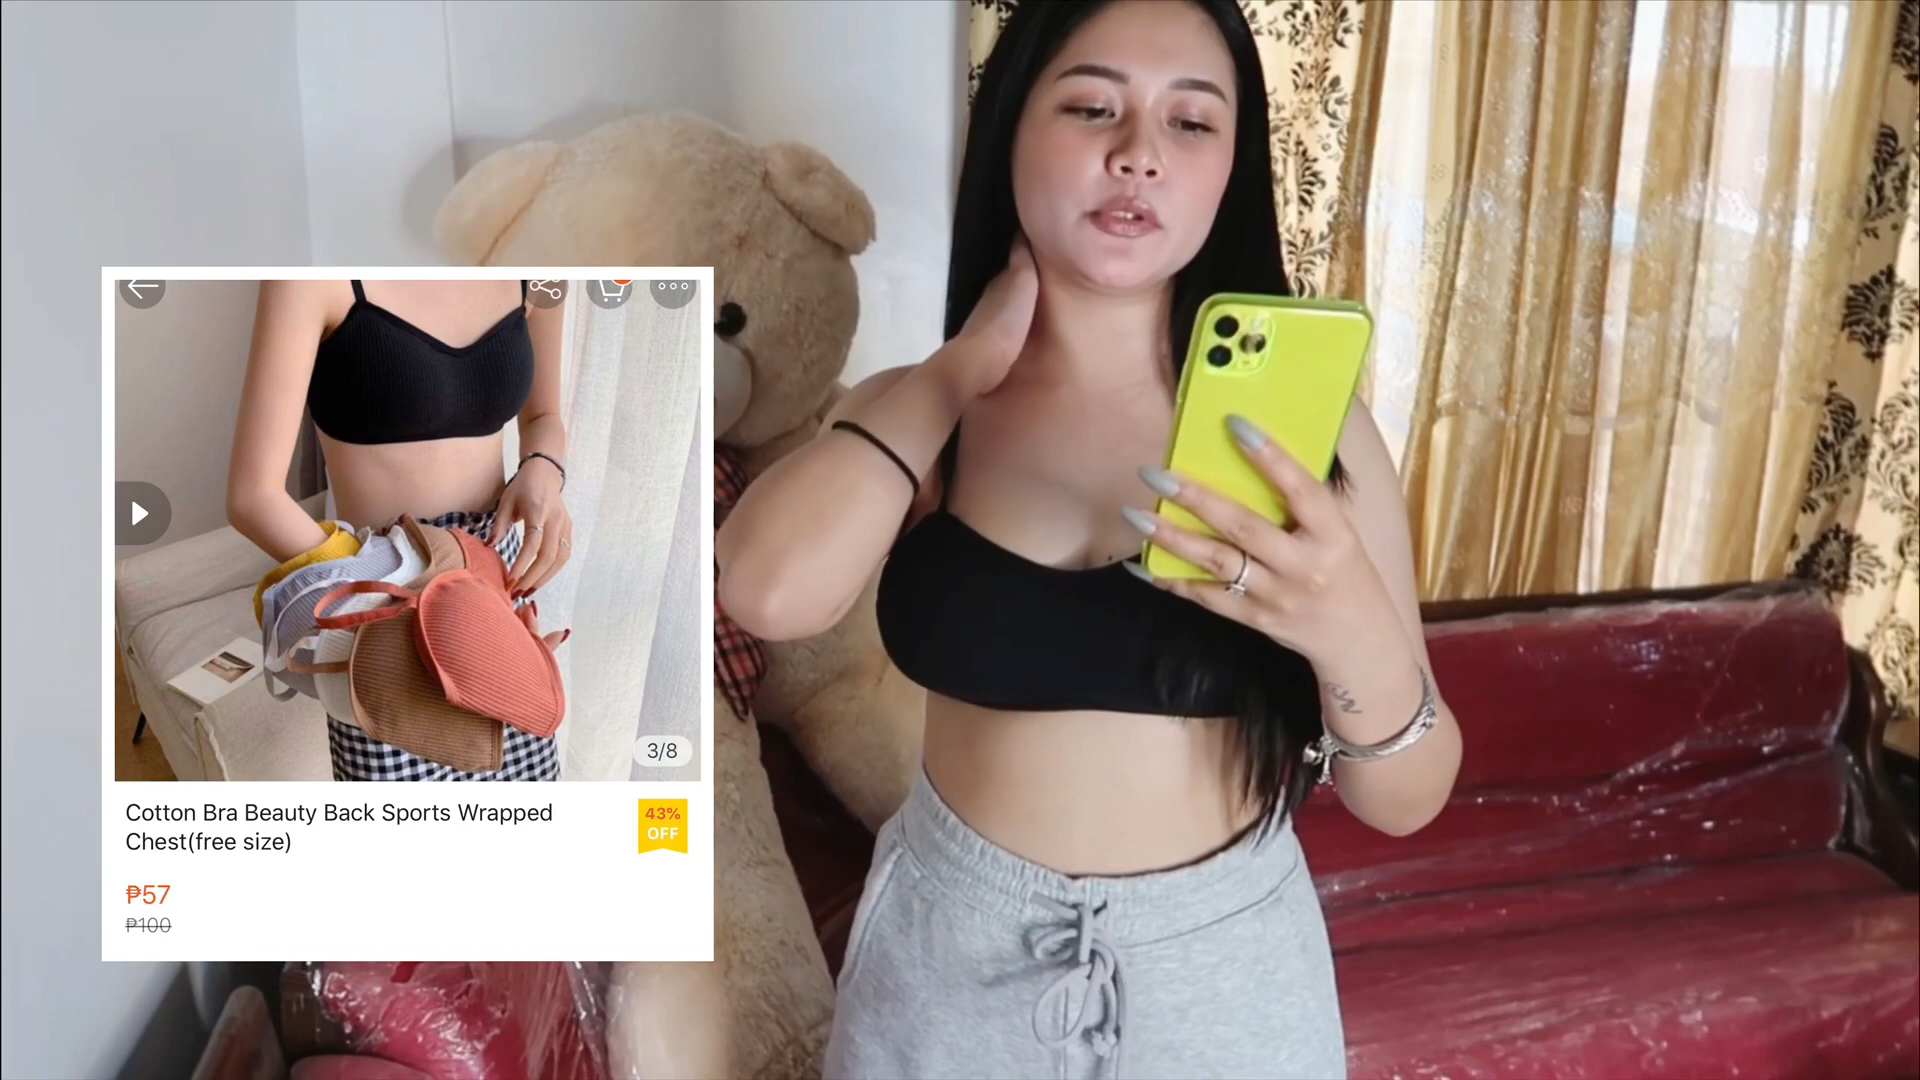 3/8
Cotton Bra Beauty Back Sports Wrapped
Chest(free size)
43%
OFF
₱57
₱100